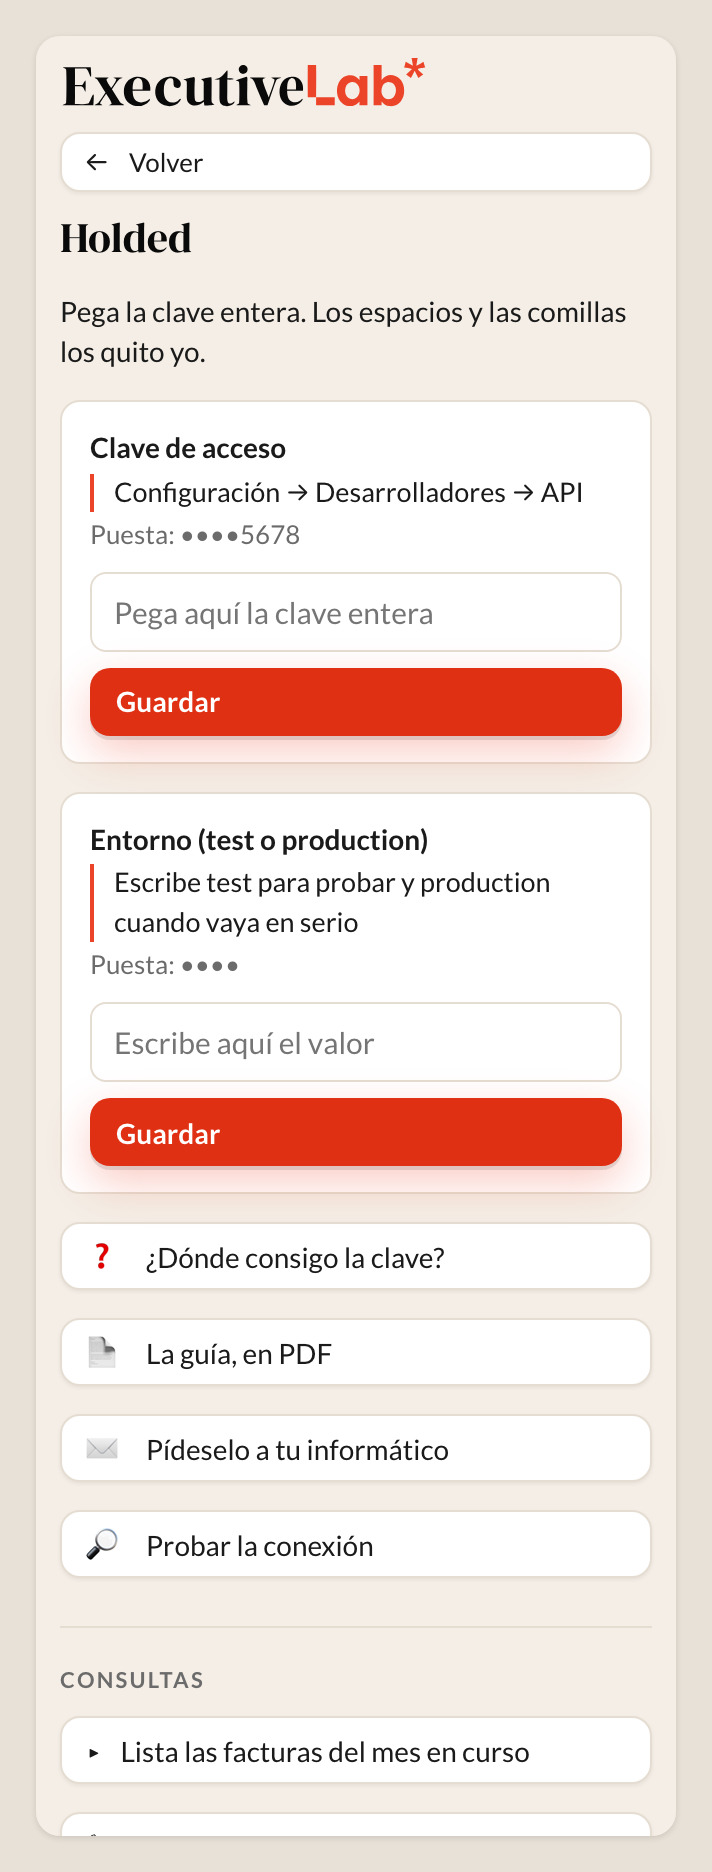 ExecutiveLab*
← Volver
Holded
Pega la clave entera. Los espacios y las comillas
los quito yo.
Clave de acceso
Configuración → Desarrolladores → API
Puesta: ••••5678
Pega aquí la clave entera
Guardar
Entorno (test o production)
Escribe test para probar y production
cuando vaya en serio
Puesta: ••••
Escribe aquí el valor
Guardar
❓ ¿Dónde consigo la clave?
La guía, en PDF
Pídeselo a tu informático
Probar la conexión
CONSULTAS
▸ Lista las facturas del mes en curso